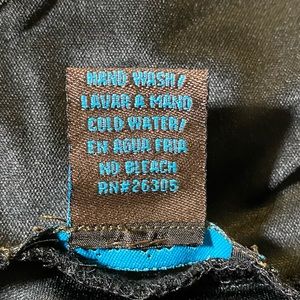 HAND WASH/
LAVAR A MANO
COLD WATER/
EN AGUA FRIA
NO BLEACH
RN#26305